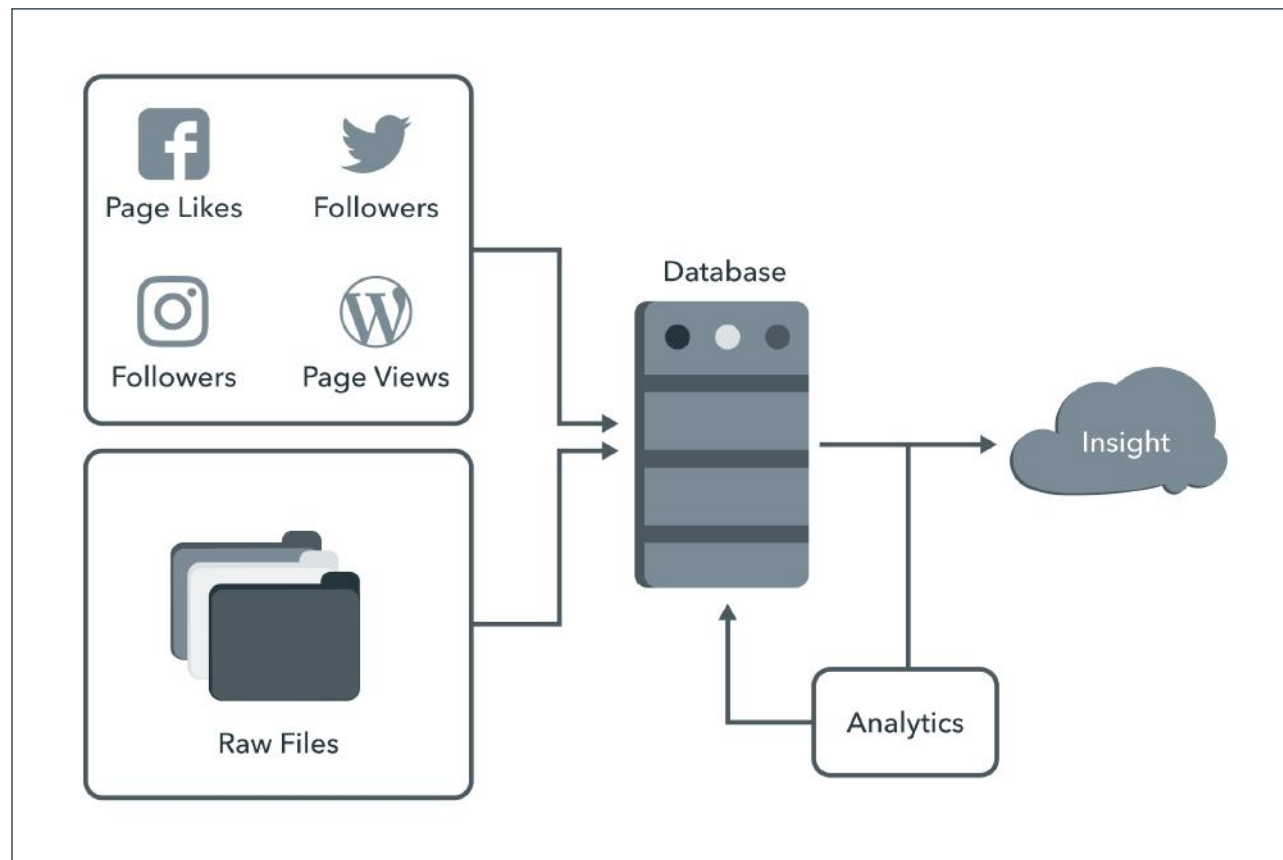 Page Likes
Followers
Followers
Page Views
Database
Insight
Raw Files
Analytics